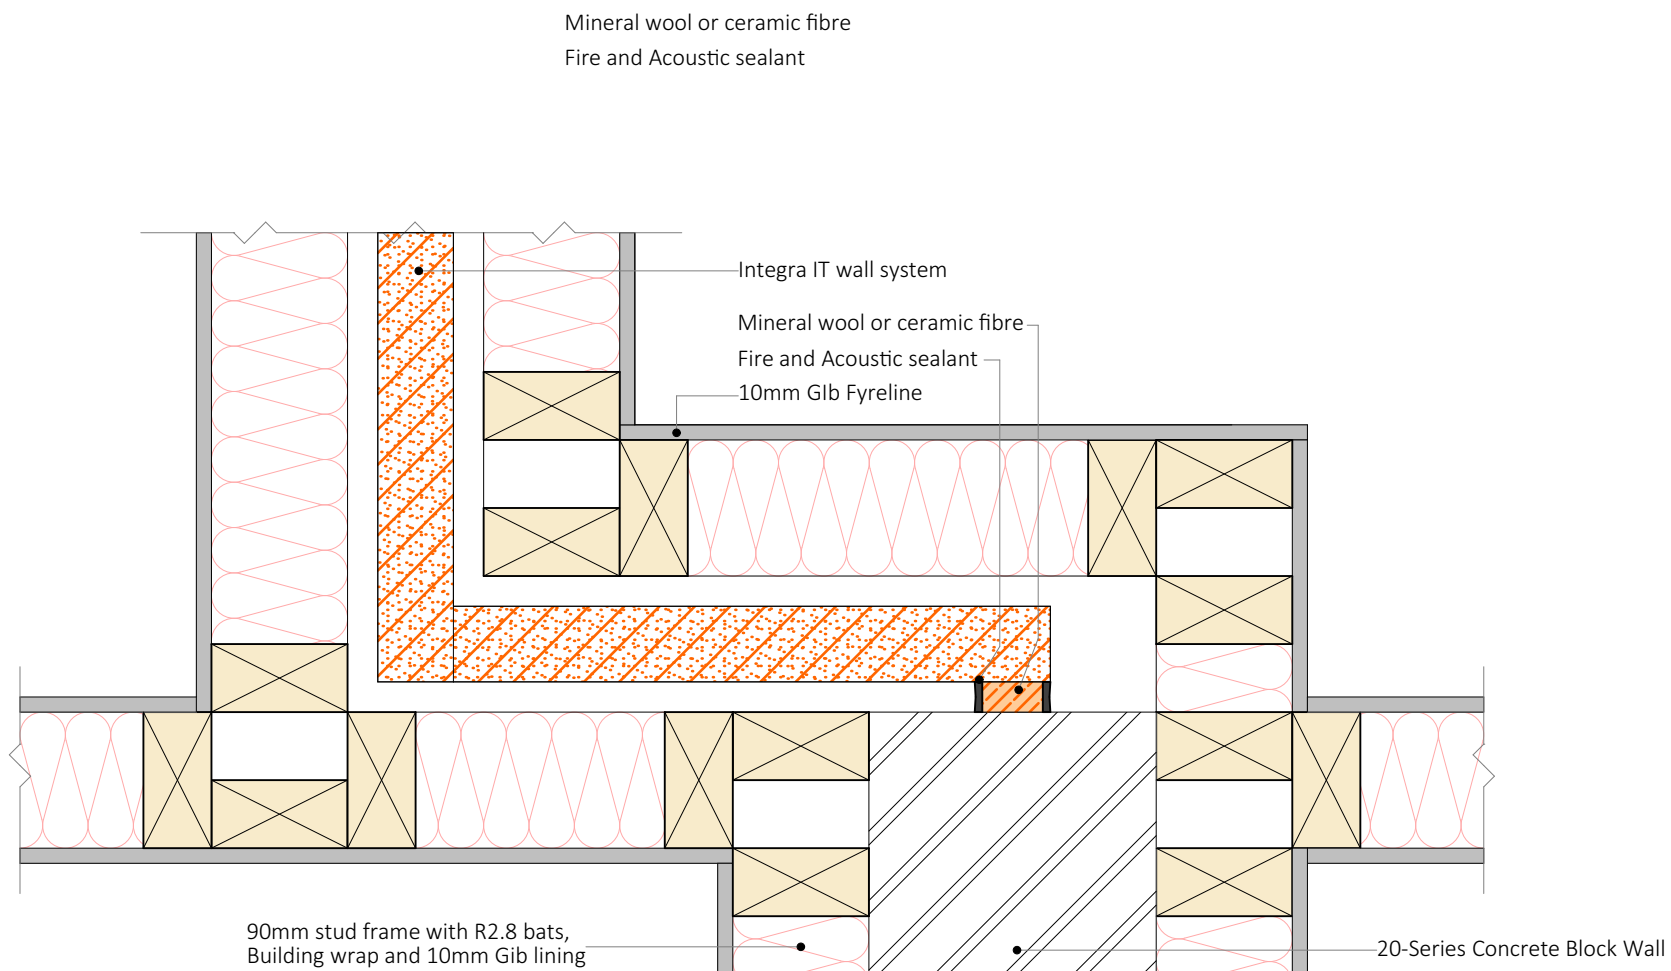 Mineral wool or ceramic fibre
Fire and Acoustic sealant
Integra IT wall system
Mineral wool or ceramic fibre
Fire and Acoustic sealant
10mm GIb Fyreline
90mm stud frame with R2.8 bats,
Building wrap and 10mm Gib lining
20-Series Concrete Block Wall